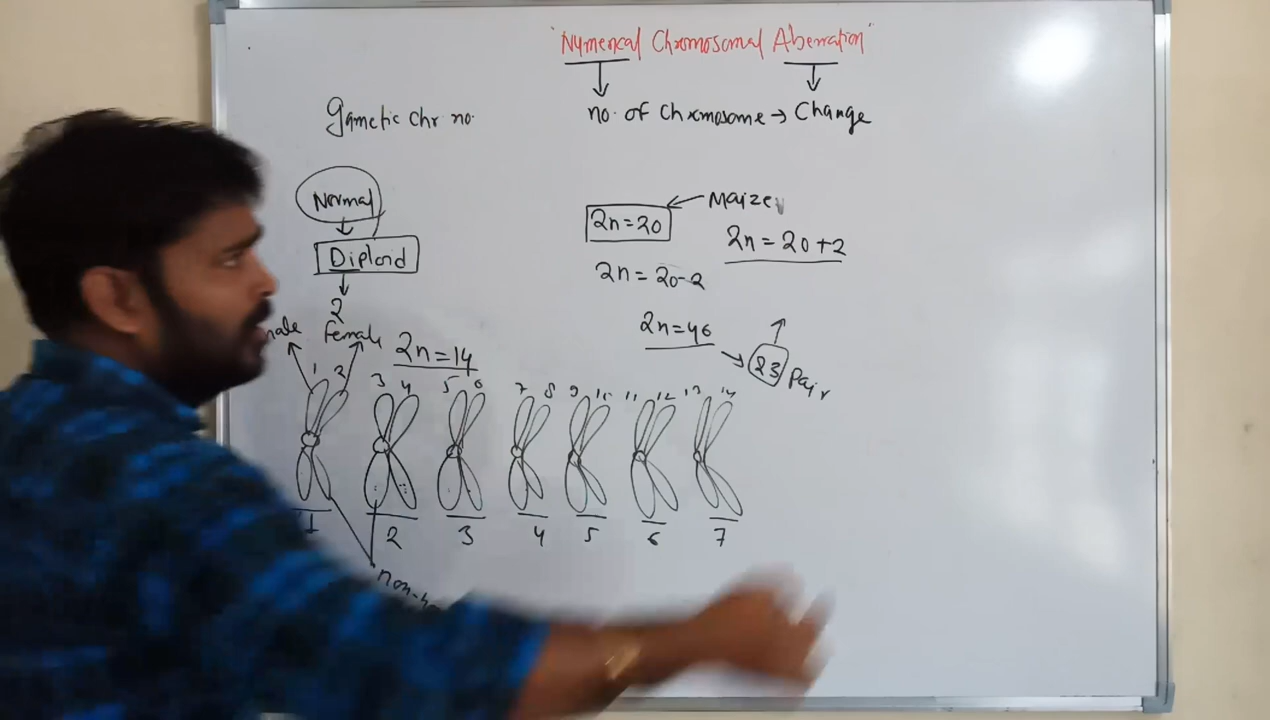 "Numerical Chromosomal Aberration"
no. of Chromosome → Change
Gametic Chr no.
Normal
Diploid
2
male Female
2n=14
2n=20 ← Maize
2n = 20+2
2n = 20-2
2n=46
23 Pair
1 2 3 4 5 6 7 8 9 10 11 12 13 14
1 2 3 4 5 6 7